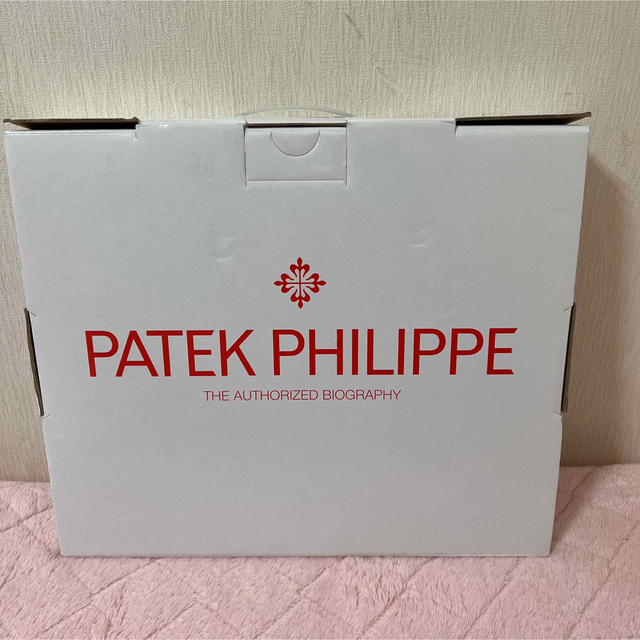 PATEK PHILIPPE
THE AUTHORIZED BIOGRAPHY